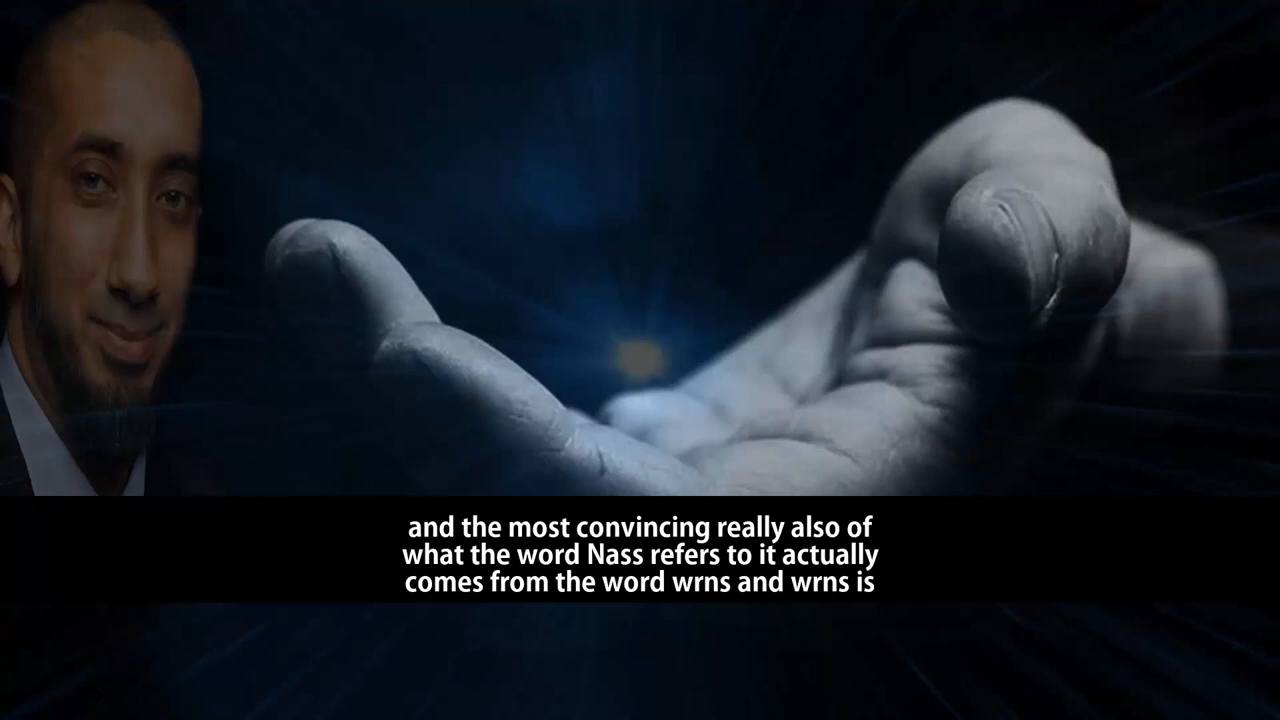 and the most convincing really also of
what the word Nass refers to it actually
comes from the word wrns and wrns is